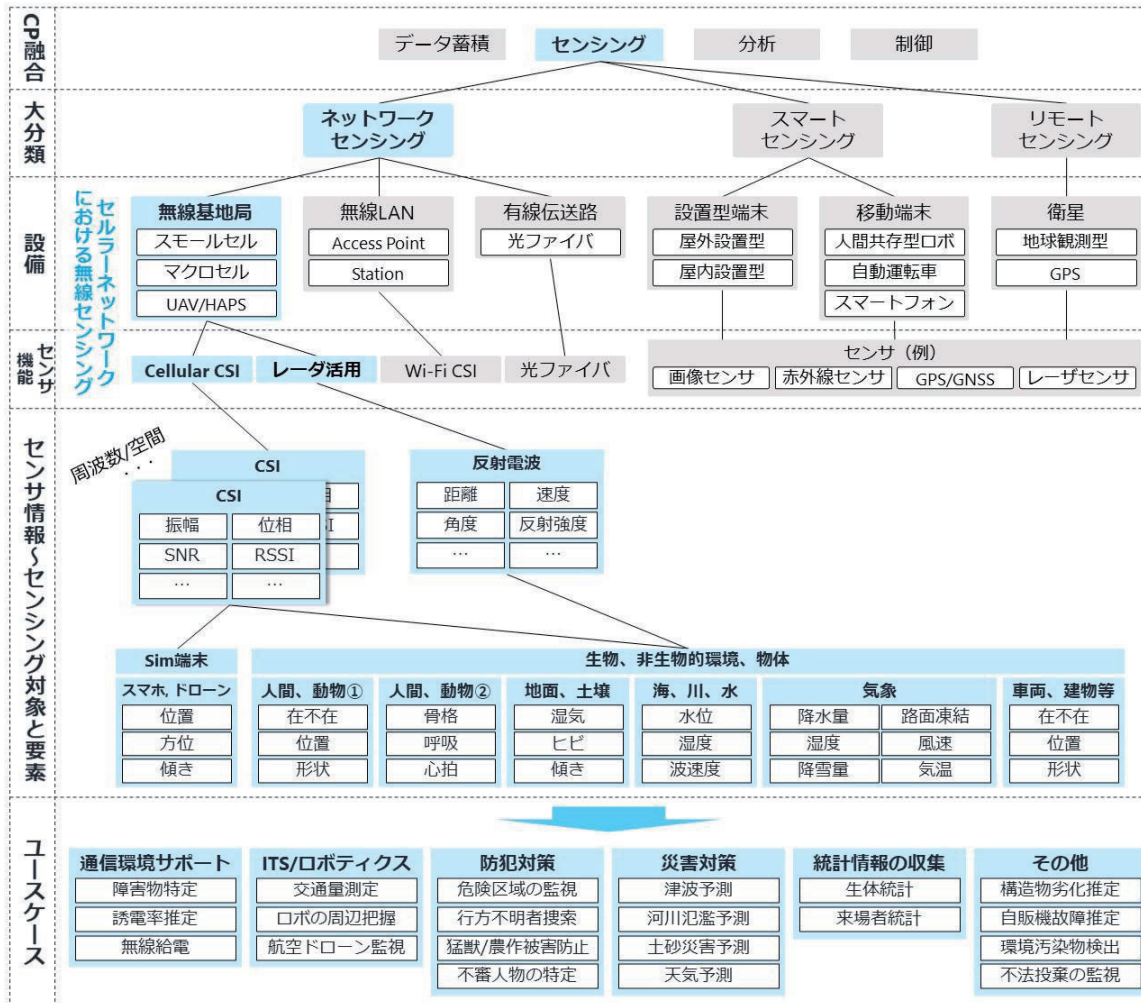 CP融合
データ蓄積
センシング
分析
制御
大分類
ネットワーク
センシング
スマート
センシング
リモート
センシング
設備
セルラーネットワーク
における無線センシング
無線基地局
スモールセル
マクロセル
UAV/HAPS
無線LAN
Access Point
Station
有線伝送路
光ファイバ
設置型端末
屋外設置型
屋内設置型
移動端末
人間共存型ロボ
自動運転車
スマートフォン
衛星
地球観測型
GPS
センサ
機能
Cellular CSI
レーダ活用
Wi-Fi CSI
光ファイバ
センサ（例）
画像センサ
赤外線センサ
GPS/GNSS
レーザセンサ
センサ情報～センシング対象と要素
周波数/空間
・・・
CSI
CSI
振幅
位相
SNR
RSSI
…
…
反射電波
距離
速度
角度
反射強度
…
…
Sim端末
スマホ, ドローン
位置
方位
傾き
生物、非生物的環境、物体
人間、動物①
在不在
位置
形状
人間、動物②
骨格
呼吸
心拍
地面、土壌
湿気
ヒビ
傾き
海、川、水
水位
湿度
波速度
気象
降水量
路面凍結
湿度
風速
降雪量
気温
車両、建物等
在不在
位置
形状
ユースケース
通信環境サポート
障害物特定
誘電率推定
無線給電
ITS/ロボティクス
交通量測定
ロボの周辺把握
航空ドローン監視
防犯対策
危険区域の監視
行方不明者捜索
猛獣/農作被害防止
不審人物の特定
災害対策
津波予測
河川氾濫予測
土砂災害予測
天気予測
統計情報の収集
生体統計
来場者統計
その他
構造物劣化推定
自販機故障推定
環境汚染物検出
不法投棄の監視